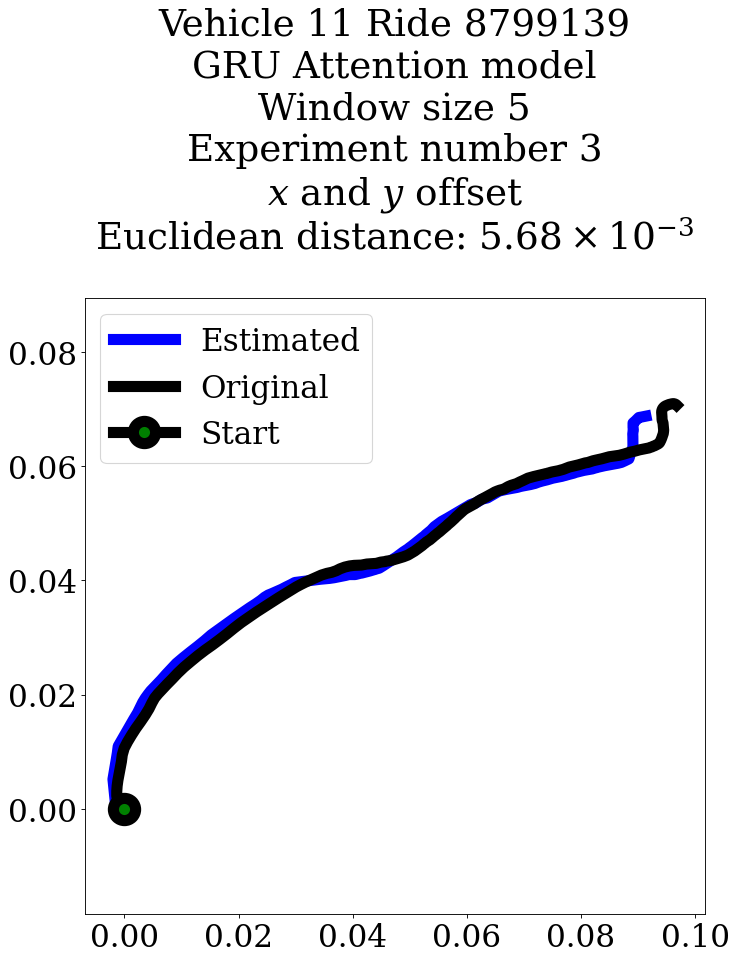 Vehicle 11 Ride 8799139
GRU Attention model
Window size 5
Experiment number 3
x and y offset
Euclidean distance: 5.68 × 10⁻³
Estimated
Original
Start
0.08
0.06
0.04
0.02
0.00
0.00 0.02 0.04 0.06 0.08 0.10